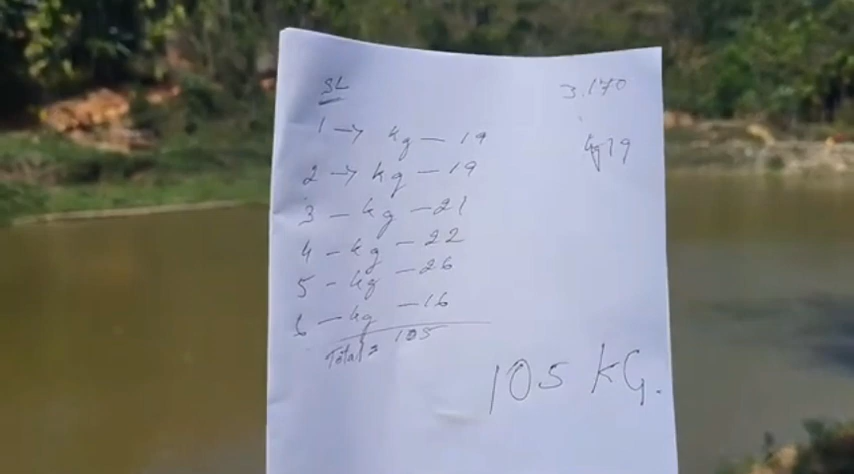 SL
1 → kg — 19
2 → kg — 19
3 — kg — 21
4 — kg — 22
5 — kg — 26
6 — kg — 16
Total = 105
3.170
kg 19
105 KG.